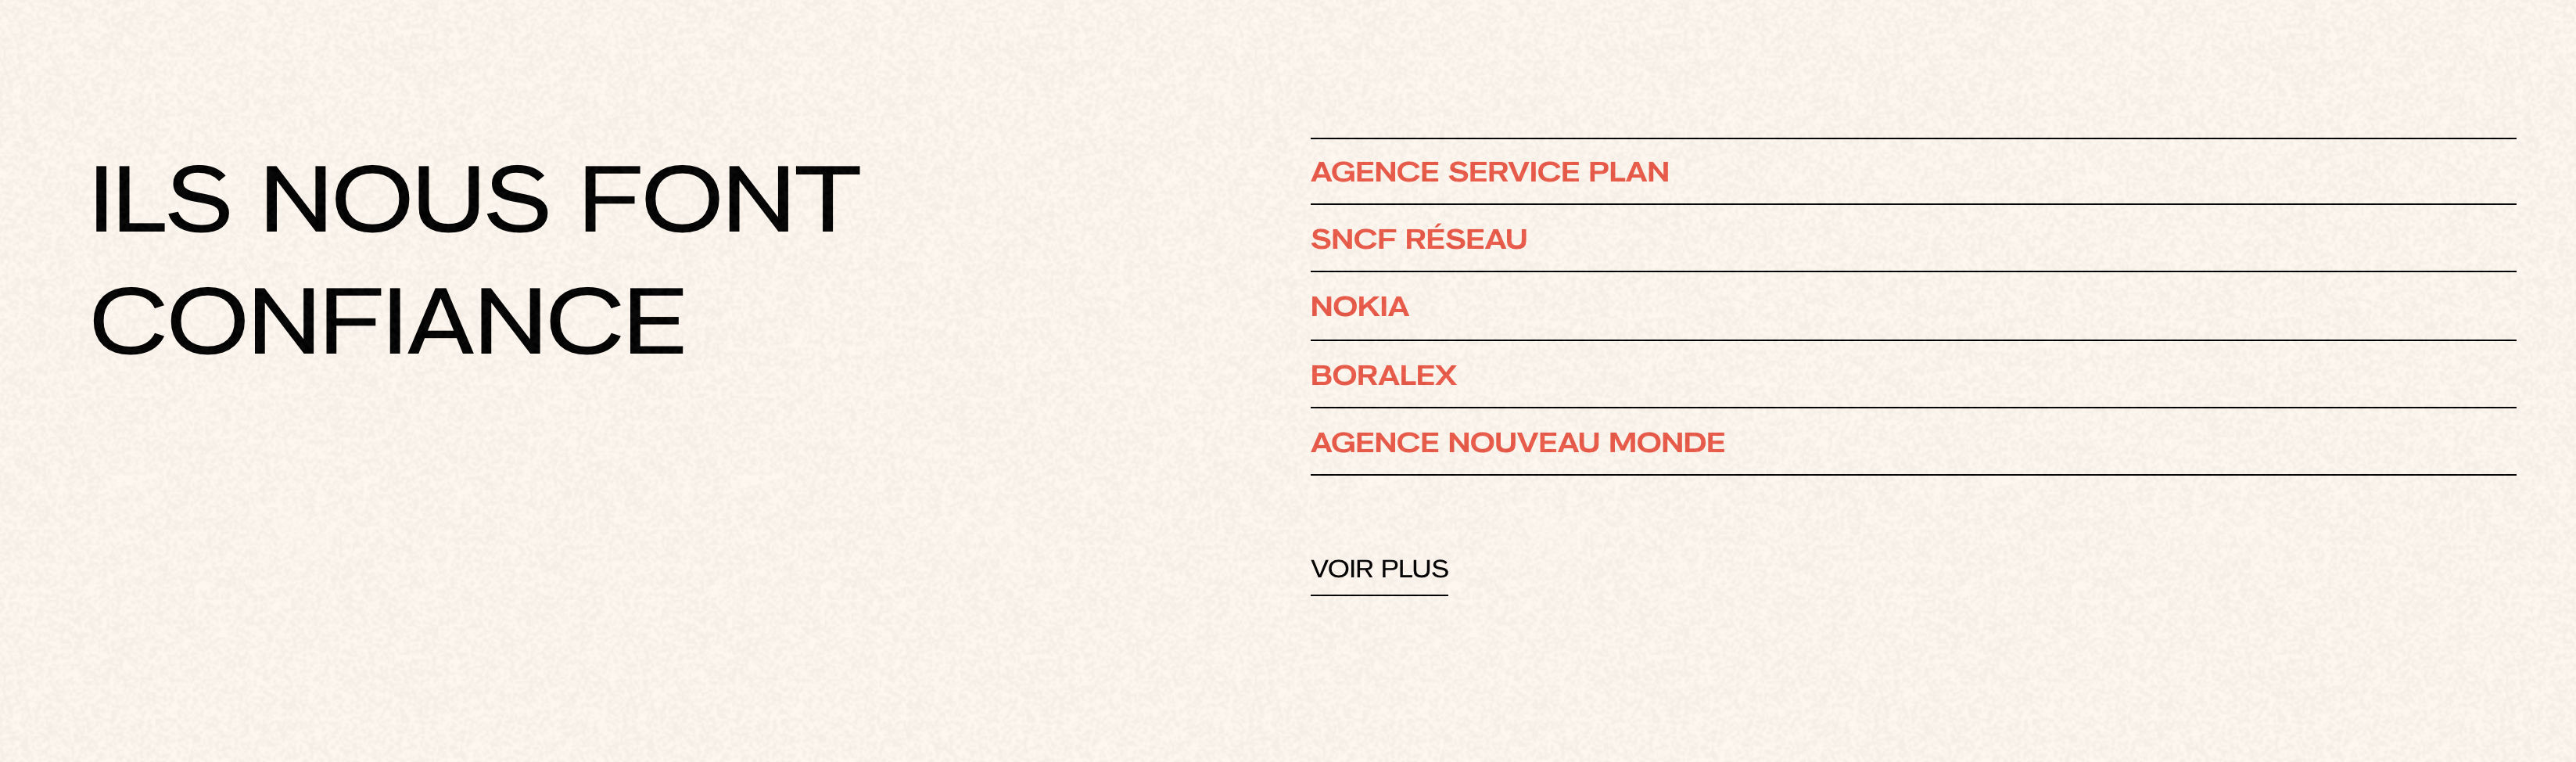 ILS NOUS FONT
CONFIANCE
AGENCE SERVICE PLAN
SNCF RÉSEAU
NOKIA
BORALEX
AGENCE NOUVEAU MONDE
VOIR PLUS